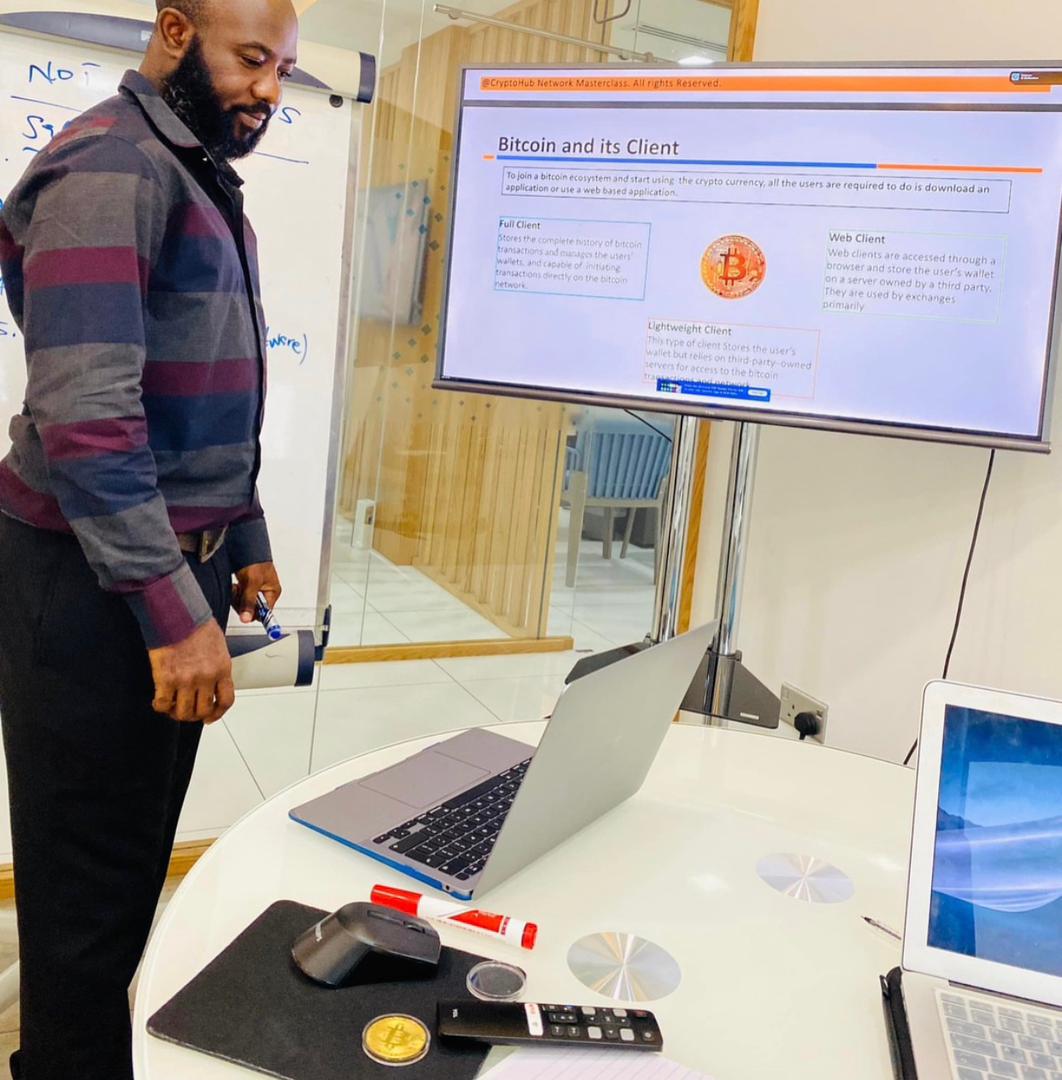 NOT
S
ware)
@CryptoHub Network Masterclass. All rights Reserved.
Bitcoin and its Client
To join a bitcoin ecosystem and start using the crypto currency, all the users are required to do is download an
application or use a web based application.
Full Client
Stores the complete history of bitcoin
transactions and manages the users'
wallets, and capable of initiating
transactions directly on the bitcoin
network.
Web Client
Web clients are accessed through a
browser and store the user's wallet
on a server owned by a third party.
They are used by exchanges
primarily
Lightweight Client
This type of client Stores the user's
wallet but relies on third-party-owned
servers for access to the bitcoin
transactions and network